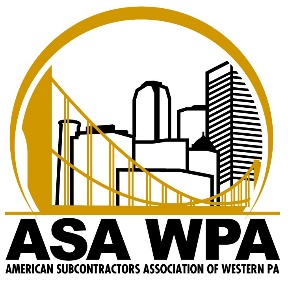 ASA WPA
AMERICAN SUBCONTRACTORS ASSOCIATION OF WESTERN PA